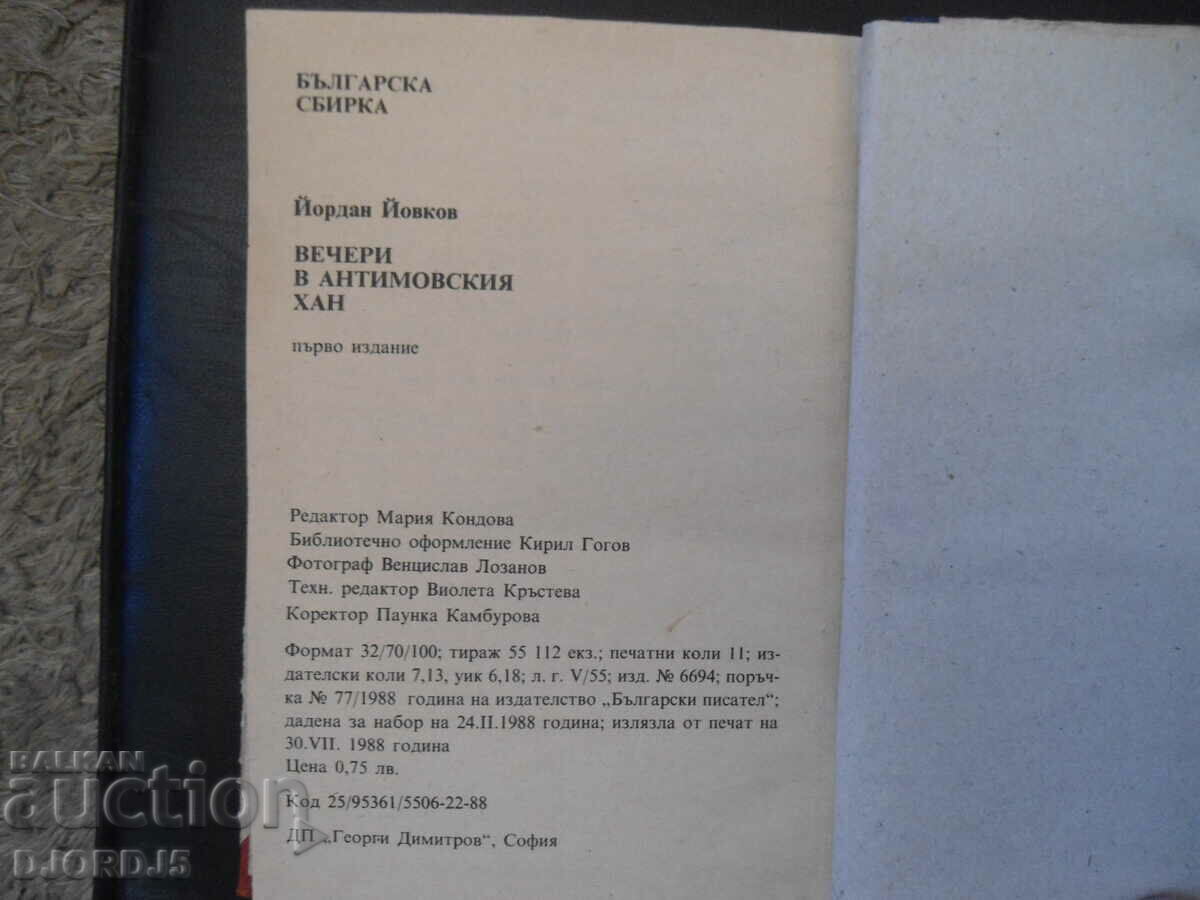 БЪЛГАРСКА
СБИРКА
Йордан Йовков
ВЕЧЕРИ
В АНТИМОВСКИЯ
ХАН
първо издание
Редактор Мария Кондова
Библиотечно оформление Кирил Гогов
Фотограф Венцислав Лозанов
Техн. редактор Виолета Кръстева
Коректор Паунка Камбурова
Формат 32/70/100; тираж 55 112 екз.; печатни коли 11; из-
дателски коли 7,13, уик 6,18; л. г. V/55; изд. № 6694; поръч-
ка № 77/1988 година на издателство „Български писател“;
дадена за набор на 24.II.1988 година; излязла от печат на
30.VII. 1988 година
Цена 0,75 лв.
Код 25/95361/5506-22-88
ДП „Георги Димитров“, София
BALKAN
auction
DJORDJ5